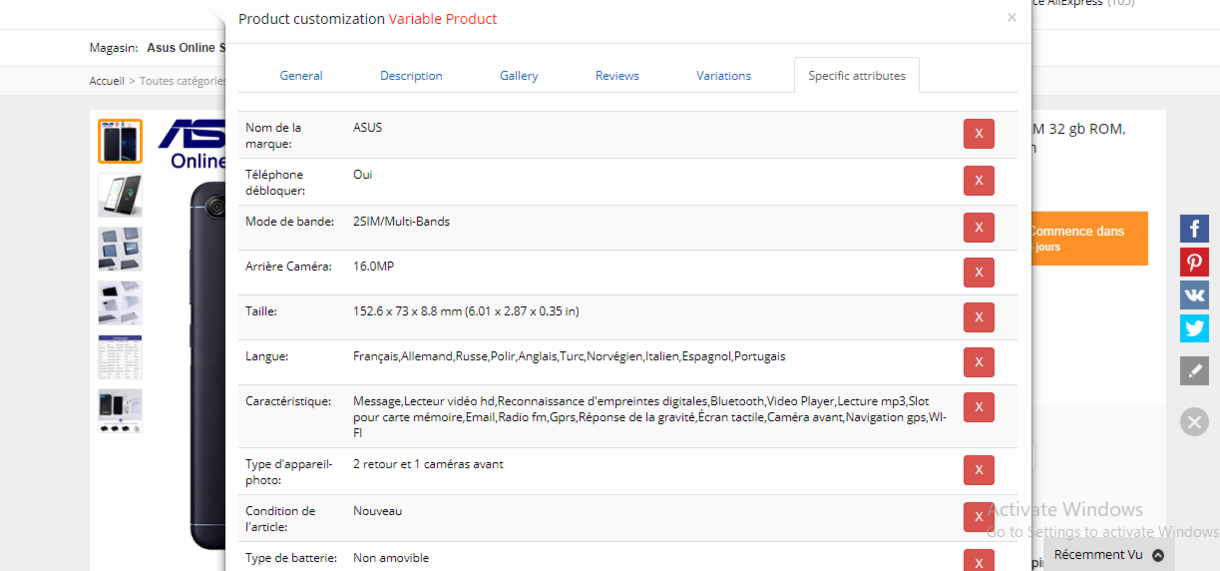 Product customization Variable Product
×
Magasin: Asus Online S
Accueil > Toutes catégories
General
Description
Gallery
Reviews
Variations
Specific attributes
Online
M 32 gb ROM,
Commence dans
jours
Nom de la marque: ASUS X
Téléphone débloquer: Oui X
Mode de bande: 2SIM/Multi-Bands X
Arrière Caméra: 16.0MP X
Taille: 152.6 x 73 x 8.8 mm (6.01 x 2.87 x 0.35 in) X
Langue: Français,Allemand,Russe,Polir,Anglais,Turc,Norvégien,Italien,Espagnol,Portugais X
Caractéristique: Message,Lecteur vidéo hd,Reconnaissance d'empreintes digitales,Bluetooth,Video Player,Lecture mp3,Slot
pour carte mémoire,Email,Radio fm,Gprs,Réponse de la gravité,Écran tactile,Caméra avant,Navigation gps,WI-
FI X
Type d'appareil-photo: 2 retour et 1 caméras avant X
Condition de l'article: Nouveau X
Type de batterie: Non amovible X
Activate Windows
Go to Settings to activate Windows
Récemment Vu